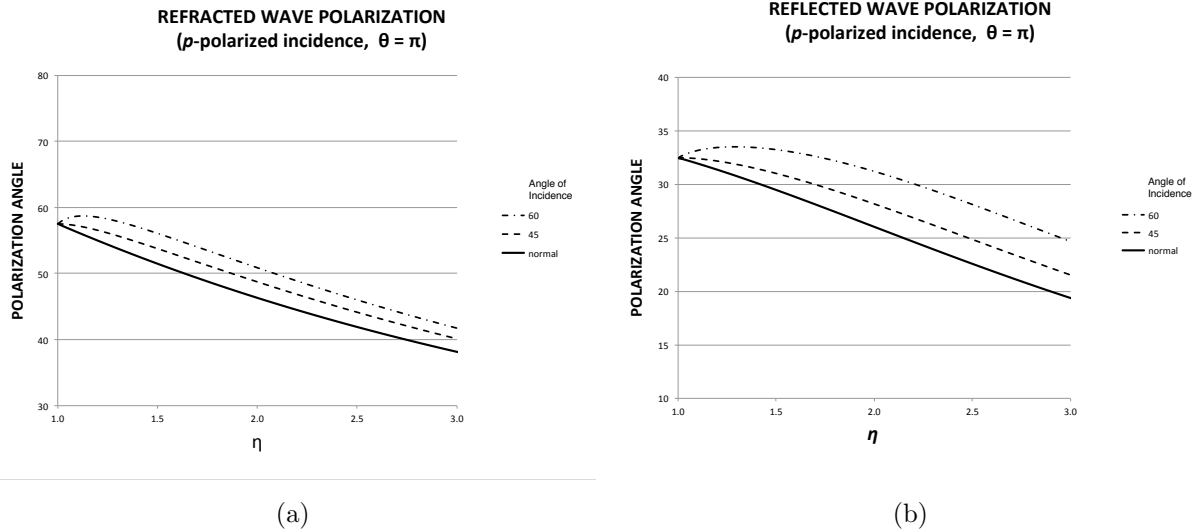 REFRACTED WAVE POLARIZATION
(p-polarized incidence, θ = π)
80
70
60
50
40
30
POLARIZATION ANGLE
1.0
1.5
2.0
2.5
3.0
η
Angle of
Incidence
60
45
normal
(a)
REFLECTED WAVE POLARIZATION
(p-polarized incidence, θ = π)
40
35
30
25
20
15
10
POLARIZATION ANGLE
1.0
1.5
2.0
2.5
3.0
η
Angle of
Incidence
60
45
normal
(b)